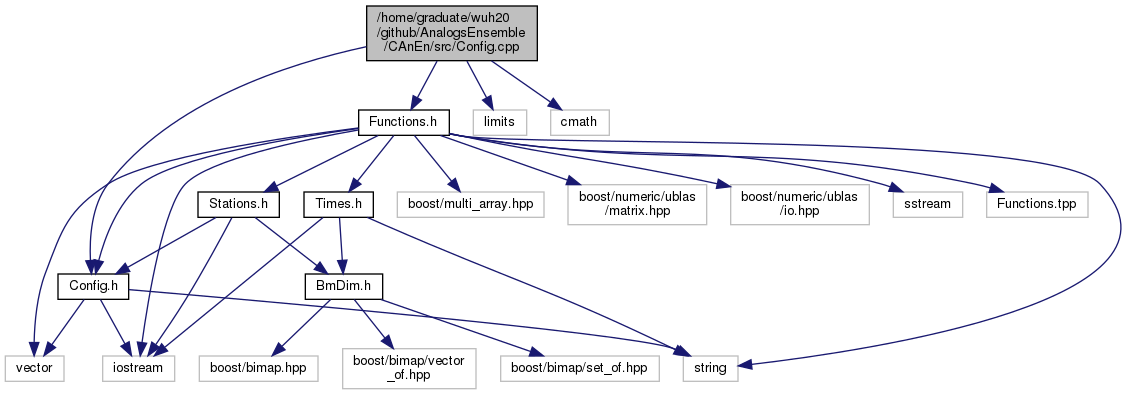 /home/graduate/wuh20
/github/AnalogsEnsemble
/CAnEn/src/Config.cpp
Functions.h
limits
cmath
Stations.h
Times.h
boost/multi_array.hpp
boost/numeric/ublas
/matrix.hpp
boost/numeric/ublas
/io.hpp
sstream
Functions.tpp
Config.h
BmDim.h
vector
iostream
boost/bimap.hpp
boost/bimap/vector
_of.hpp
boost/bimap/set_of.hpp
string